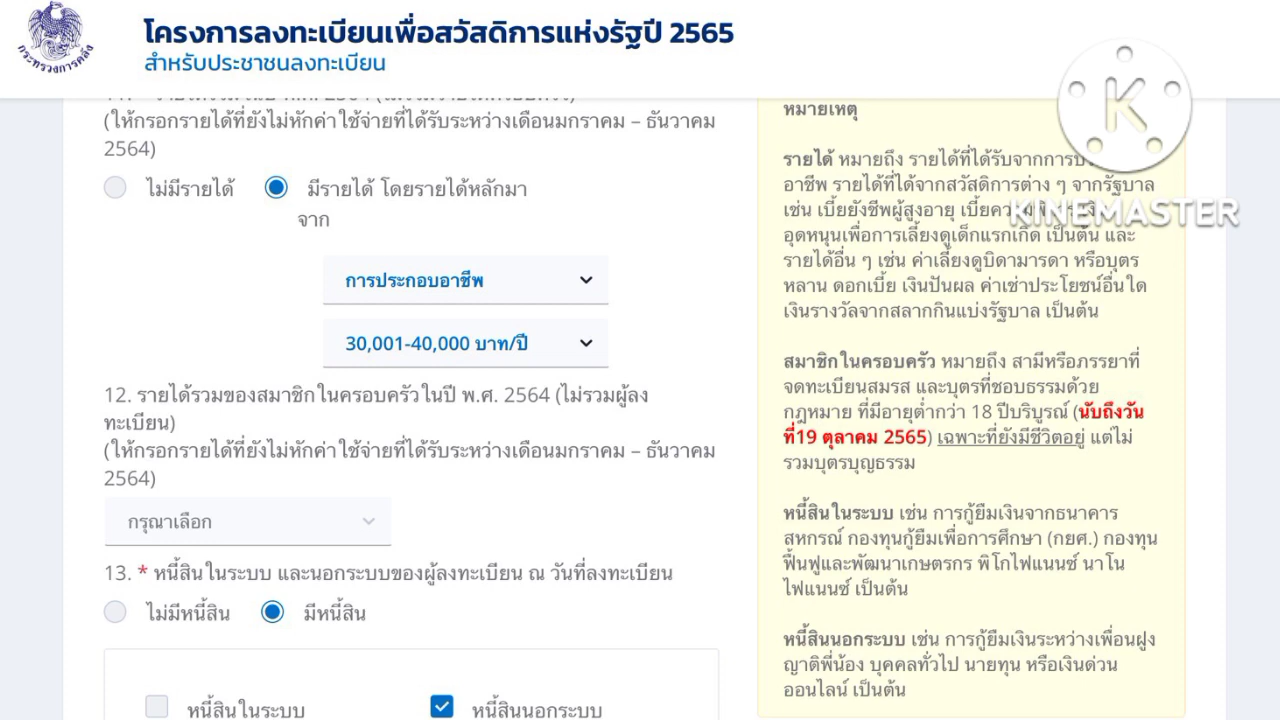 กระทรวงการคลัง
โครงการลงทะเบียนเพื่อสวัสดิการแห่งรัฐปี 2565
สำหรับประชาชนลงทะเบียน
(ให้กรอกรายได้ที่ยังไม่หักค่าใช้จ่ายที่ได้รับระหว่างเดือนมกราคม – ธันวาคม
2564)
ไม่มีรายได้
มีรายได้ โดยรายได้หลักมา
จาก
การประกอบอาชีพ
30,001-40,000 บาท/ปี
12. รายได้รวมของสมาชิกในครอบครัวในปี พ.ศ. 2564 (ไม่รวมผู้ลง
ทะเบียน)
(ให้กรอกรายได้ที่ยังไม่หักค่าใช้จ่ายที่ได้รับระหว่างเดือนมกราคม – ธันวาคม
2564)
กรุณาเลือก
13. * หนี้สินในระบบ และนอกระบบของผู้ลงทะเบียน ณ วันที่ลงทะเบียน
ไม่มีหนี้สิน
มีหนี้สิน
หนี้สินในระบบ
หนี้สินนอกระบบ
หมายเหตุ
รายได้ หมายถึง รายได้ที่ได้รับจากการ
อาชีพ รายได้ที่ได้จากสวัสดิการต่าง ๆ จากรัฐบาล
เช่น เบี้ยยังชีพผู้สูงอายุ
อุดหนุนเพื่อการเลี้ยงดูเด็กแรกเกิด เป็นต้น และ
รายได้อื่น ๆ เช่น ค่าเลี้ยงดูบิดามารดา หรือบุตร
หลาน ดอกเบี้ย เงินปันผล ค่าเช่าประโยชน์อื่นใด
เงินรางวัลจากสลากกินแบ่งรัฐบาล เป็นต้น
สมาชิกในครอบครัว หมายถึง สามีหรือภรรยาที่
จดทะเบียนสมรส และบุตรที่ชอบธรรมด้วย
กฎหมาย ที่มีอายุต่ำกว่า 18 ปีบริบูรณ์ (นับถึงวัน
ที่19 ตุลาคม 2565) เฉพาะที่ยังมีชีวิตอยู่ แต่ไม่
รวมบุตรบุญธรรม
หนี้สินในระบบ เช่น การกู้ยืมเงินจากธนาคาร
สหกรณ์ กองทุนกู้ยืมเพื่อการศึกษา (กยศ.) กองทุน
ฟื้นฟูและพัฒนาเกษตรกร พิโกไฟแนนซ์ นาโน
ไฟแนนซ์ เป็นต้น
หนี้สินนอกระบบ เช่น การกู้ยืมเงินระหว่างเพื่อนฝูง
ญาติพี่น้อง บุคคลทั่วไป นายทุน หรือเงินด่วน
ออนไลน์ เป็นต้น
K
KINEMASTER